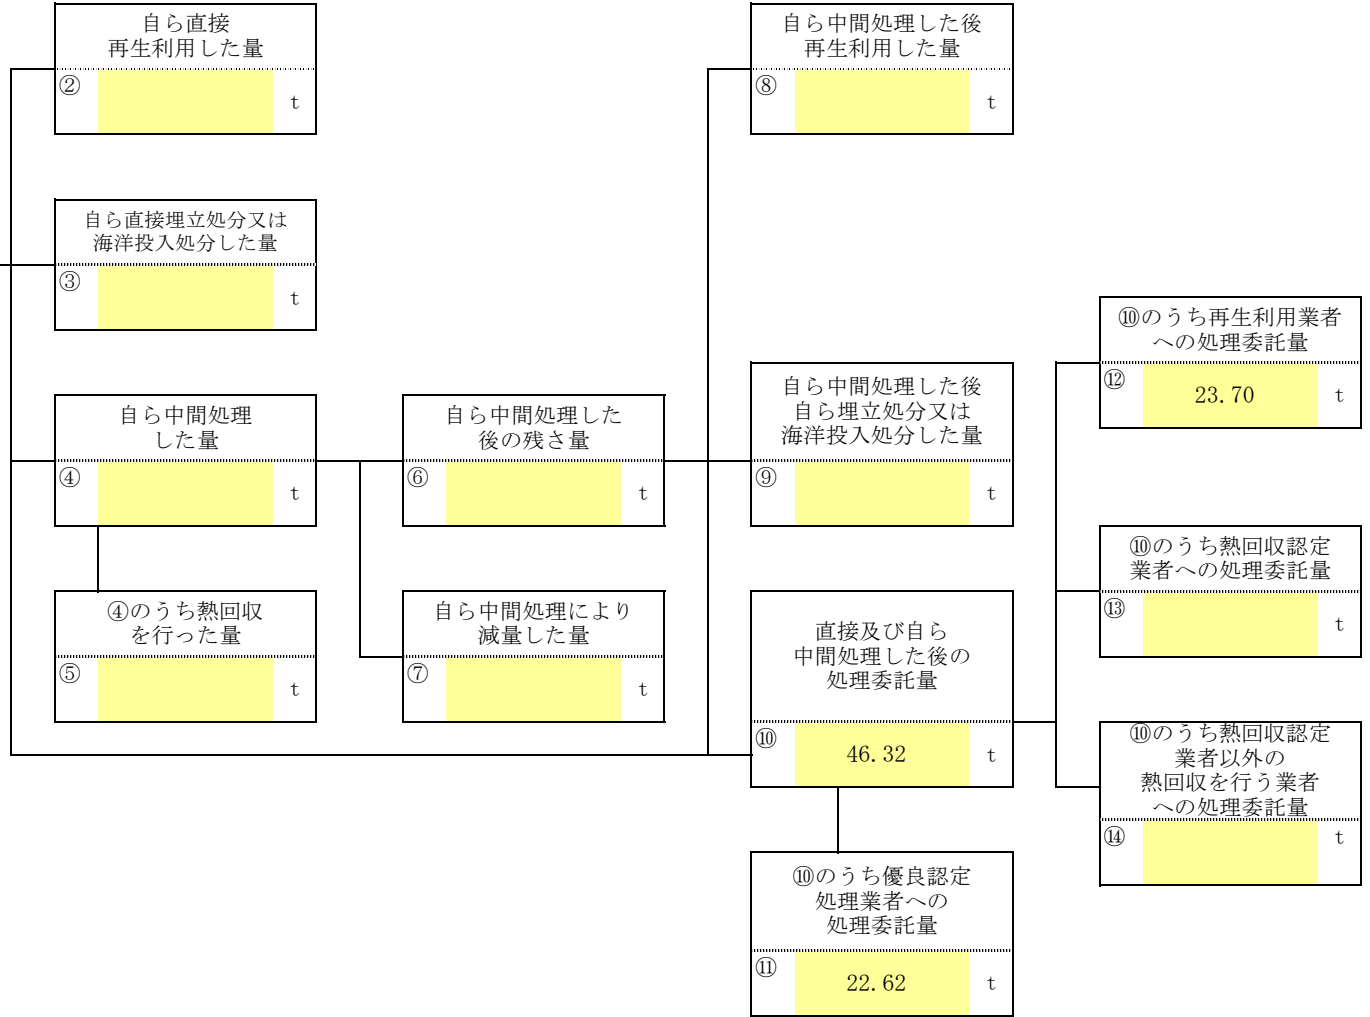 自ら直接
再生利用した量
② t
自ら中間処理した後
再生利用した量
⑧ t
自ら直接埋立処分又は
海洋投入処分した量
③ t
⑩のうち再生利用業者
への処理委託量
⑫ 23.70 t
自ら中間処理
した量
④ t
自ら中間処理した
後の残さ量
⑥ t
自ら中間処理した後
自ら埋立処分又は
海洋投入処分した量
⑨ t
⑩のうち熱回収認定
業者への処理委託量
⑬ t
④のうち熱回収
を行った量
⑤ t
自ら中間処理により
減量した量
⑦ t
直接及び自ら
中間処理した後の
処理委託量
⑩ 46.32 t
⑩のうち熱回収認定
業者以外の
熱回収を行う業者
への処理委託量
⑭ t
⑩のうち優良認定
処理業者への
処理委託量
⑪ 22.62 t